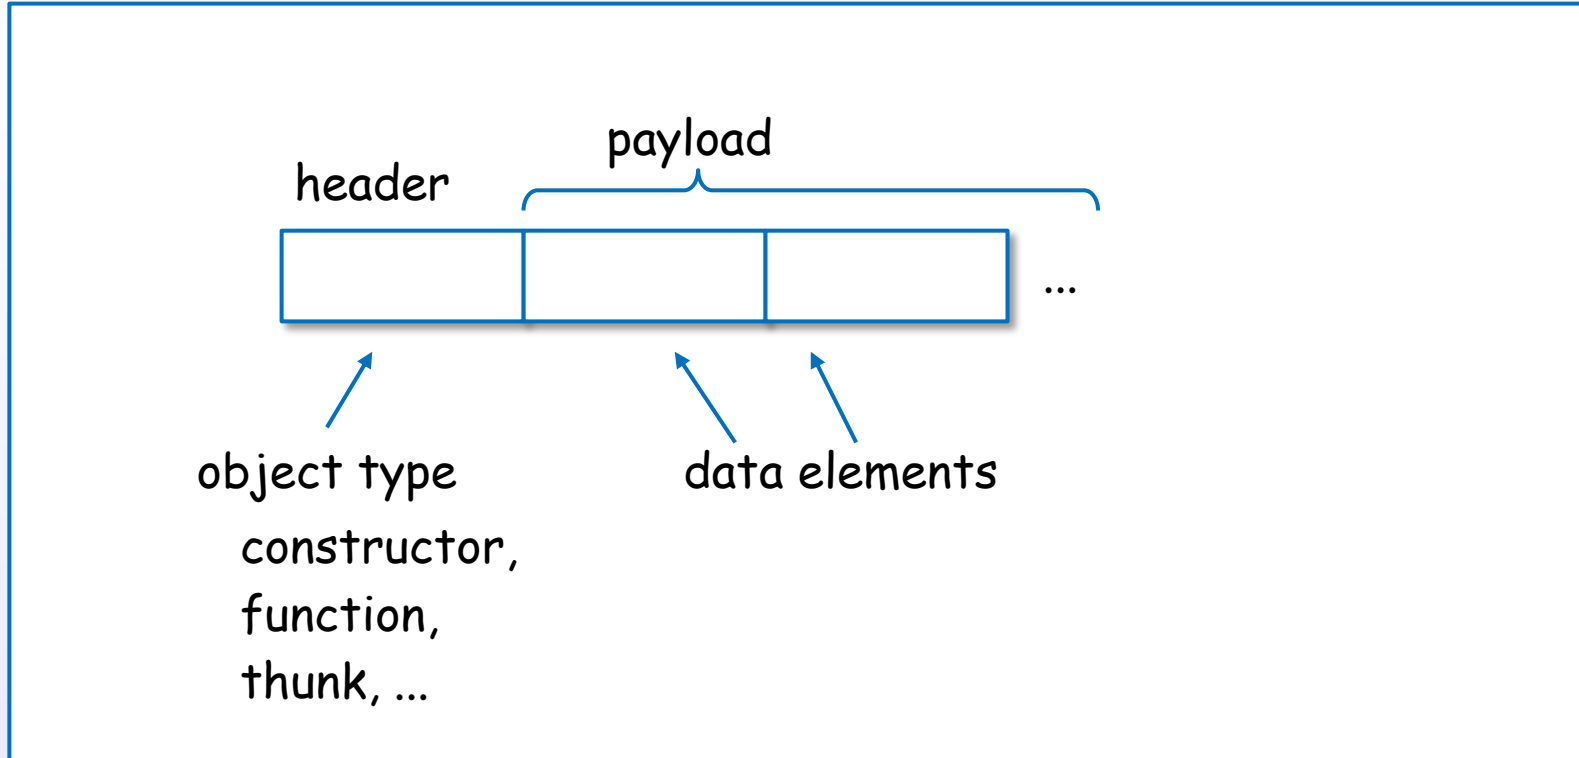 payload
header
...
object type
data elements
constructor,
function,
thunk, ...